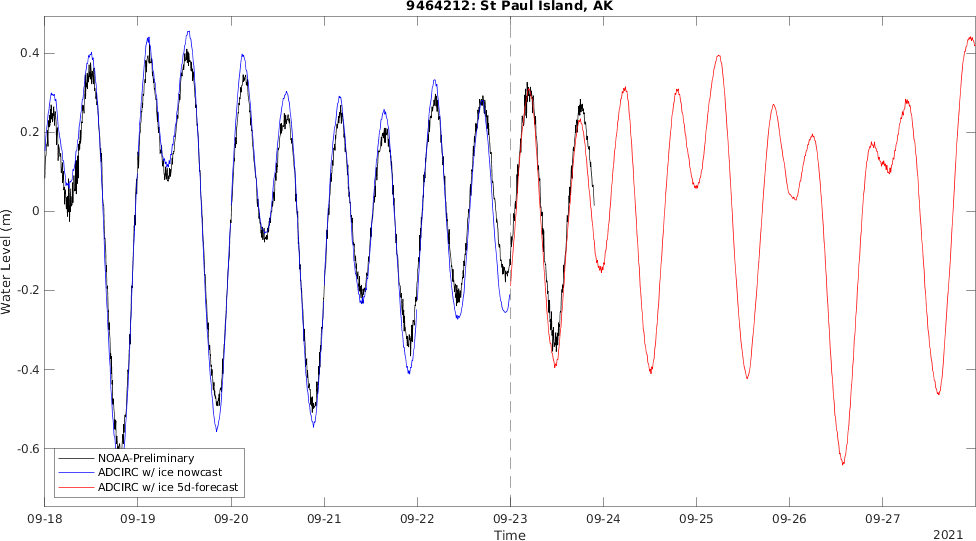 9464212: St Paul Island, AK
Water Level (m)
0.4
0.2
0
-0.2
-0.4
-0.6
NOAA-Preliminary
ADCIRC w/ ice nowcast
ADCIRC w/ ice 5d-forecast
09-18 09-19 09-20 09-21 09-22 09-23 09-24 09-25 09-26 09-27
Time
2021